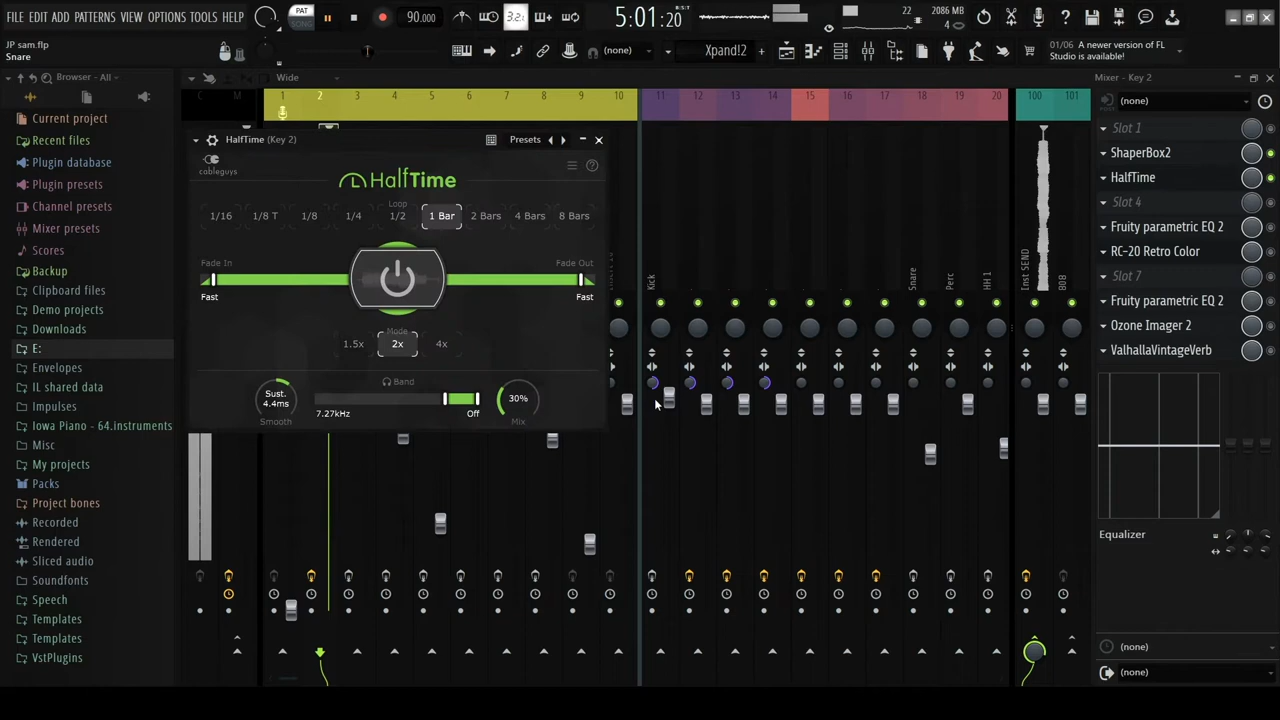 FILE EDIT ADD PATTERNS VIEW OPTIONS TOOLS HELP
PAT
SONG
90.000
3.2.
5:01:20
B:S:T
22
2086 MB
4
JP sam.flp
Snare
(none)
Xpand!2
01/06 A newer version of FL
Studio is available!
Browser - All
Wide
Mixer - Key 2
C M 1 2 3 4 5 6 7 8 9 10 11 12 13 14 15 16 17 18 19 20 100 101
Current project
Recent files
Plugin database
Plugin presets
Channel presets
Mixer presets
Scores
Backup
Clipboard files
Demo projects
Downloads
E:
Envelopes
IL shared data
Impulses
Iowa Piano - 64.instruments
Misc
My projects
Packs
Project bones
Recorded
Rendered
Sliced audio
Soundfonts
Speech
Templates
Templates
VstPlugins
HalfTime (Key 2)
Presets
cableguys
HalfTime
Loop
1/16 1/8 T 1/8 1/4 1/2 1 Bar 2 Bars 4 Bars 8 Bars
Fade In
Fade Out
Fast
Fast
Mode
1.5x 2x 4x
Band
Sust.
4.4ms
Smooth
7.27kHz
Off
30%
Mix
Kick
Snare
Perc
HH 1
Inst SEND
808
(none)
Slot 1
ShaperBox2
HalfTime
Slot 4
Fruity parametric EQ 2
RC-20 Retro Color
Slot 7
Fruity parametric EQ 2
Ozone Imager 2
ValhallaVintageVerb
Equalizer
(none)
(none)